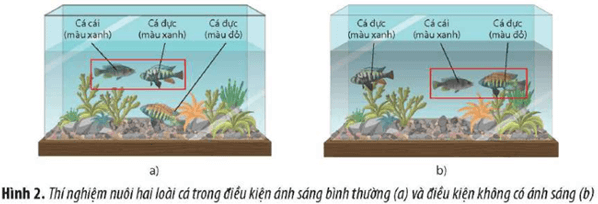 Cá cái
(màu xanh)
Cá đực
(màu xanh)
Cá đực
(màu đỏ)
a)
Cá đực
(màu xanh)
Cá cái
(màu xanh)
Cá đực
(màu đỏ)
b)
Hình 2. Thí nghiệm nuôi hai loài cá trong điều kiện ánh sáng bình thường (a) và điều kiện không có ánh sáng (b)